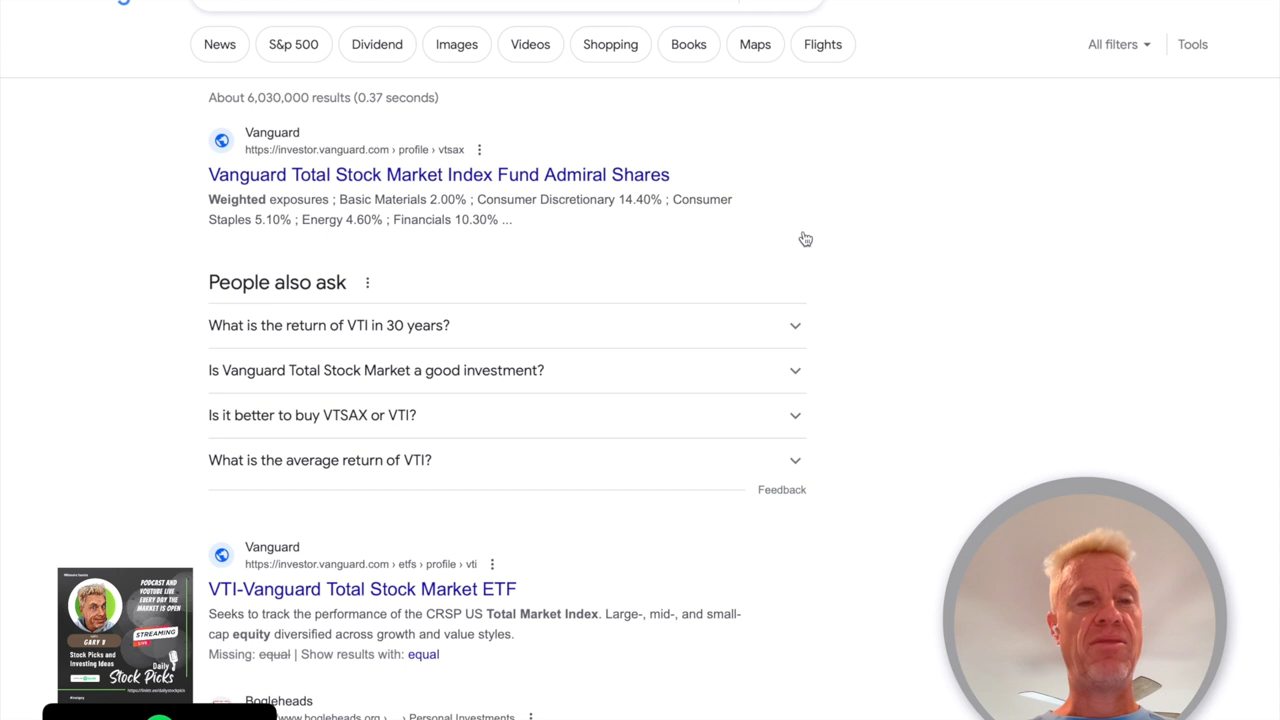 News
S&p 500
Dividend
Images
Videos
Shopping
Books
Maps
Flights
All filters
Tools
About 6,030,000 results (0.37 seconds)
Vanguard
https://investor.vanguard.com › profile › vtsax
Vanguard Total Stock Market Index Fund Admiral Shares
Weighted exposures ; Basic Materials 2.00% ; Consumer Discretionary 14.40% ; Consumer
Staples 5.10% ; Energy 4.60% ; Financials 10.30% ...
People also ask
What is the return of VTI in 30 years?
Is Vanguard Total Stock Market a good investment?
Is it better to buy VTSAX or VTI?
What is the average return of VTI?
Feedback
Vanguard
https://investor.vanguard.com › etfs › profile › vti
VTI-Vanguard Total Stock Market ETF
Seeks to track the performance of the CRSP US Total Market Index. Large-, mid-, and small-
cap equity diversified across growth and value styles.
Missing: equal | Show results with: equal
Bogleheads
www.bogleheads.org › ... › Personal Investments
PODCAST AND
YOUTUBE LIVE
EVERY DAY THE
MARKET IS OPEN
STREAMING
LIVE
GARY V
Stock Picks and
Investing Ideas
Daily
Stock Picks